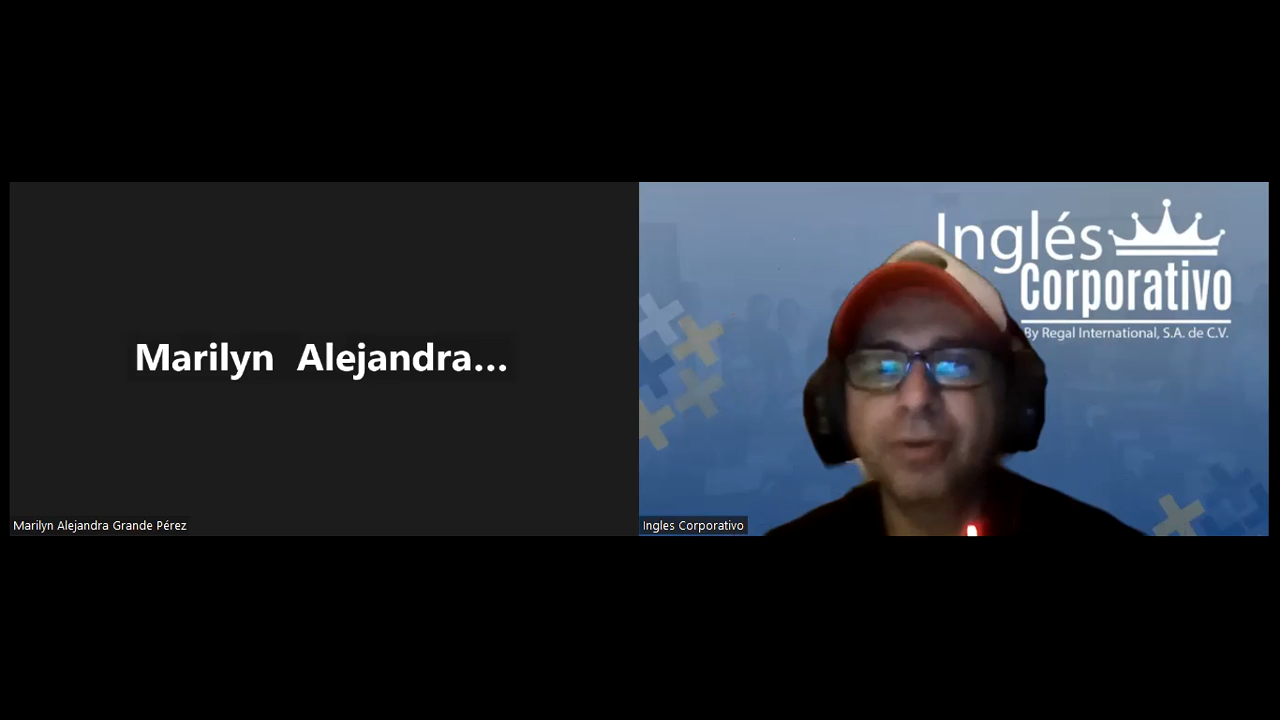 Marilyn Alejandra...
Marilyn Alejandra Grande Pérez
Inglés
Corporativo
By Regal International, S.A. de C.V.
Ingles Corporativo